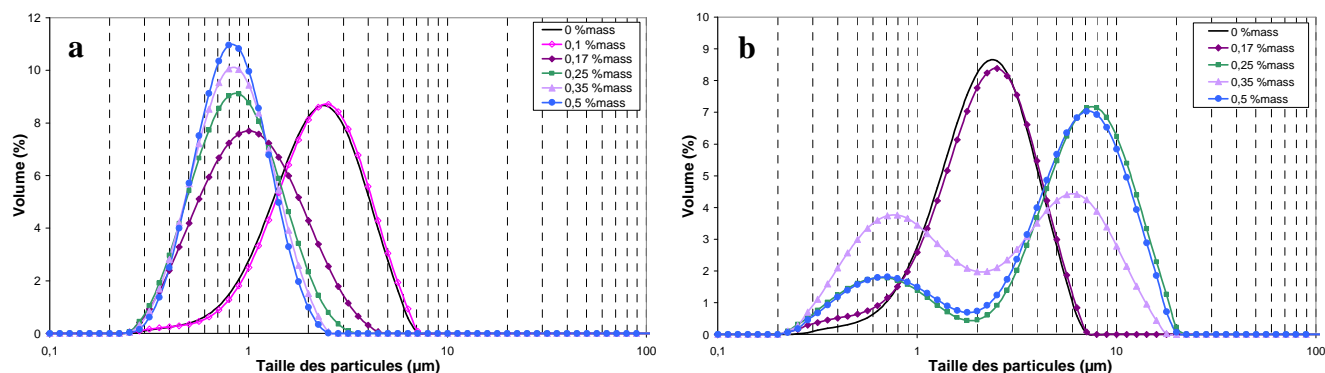 a
12
10
8
6
4
2
0
Volume (%)
0,1
1
10
100
Taille des particules (µm)
0 %mass
0,1 %mass
0,17 %mass
0,25 %mass
0,35 %mass
0,5 %mass
b
10
9
8
7
6
5
4
3
2
1
0
Volume (%)
0,1
1
10
100
Taille des particules (µm)
0 %mass
0,17 %mass
0,25 %mass
0,35 %mass
0,5 %mass